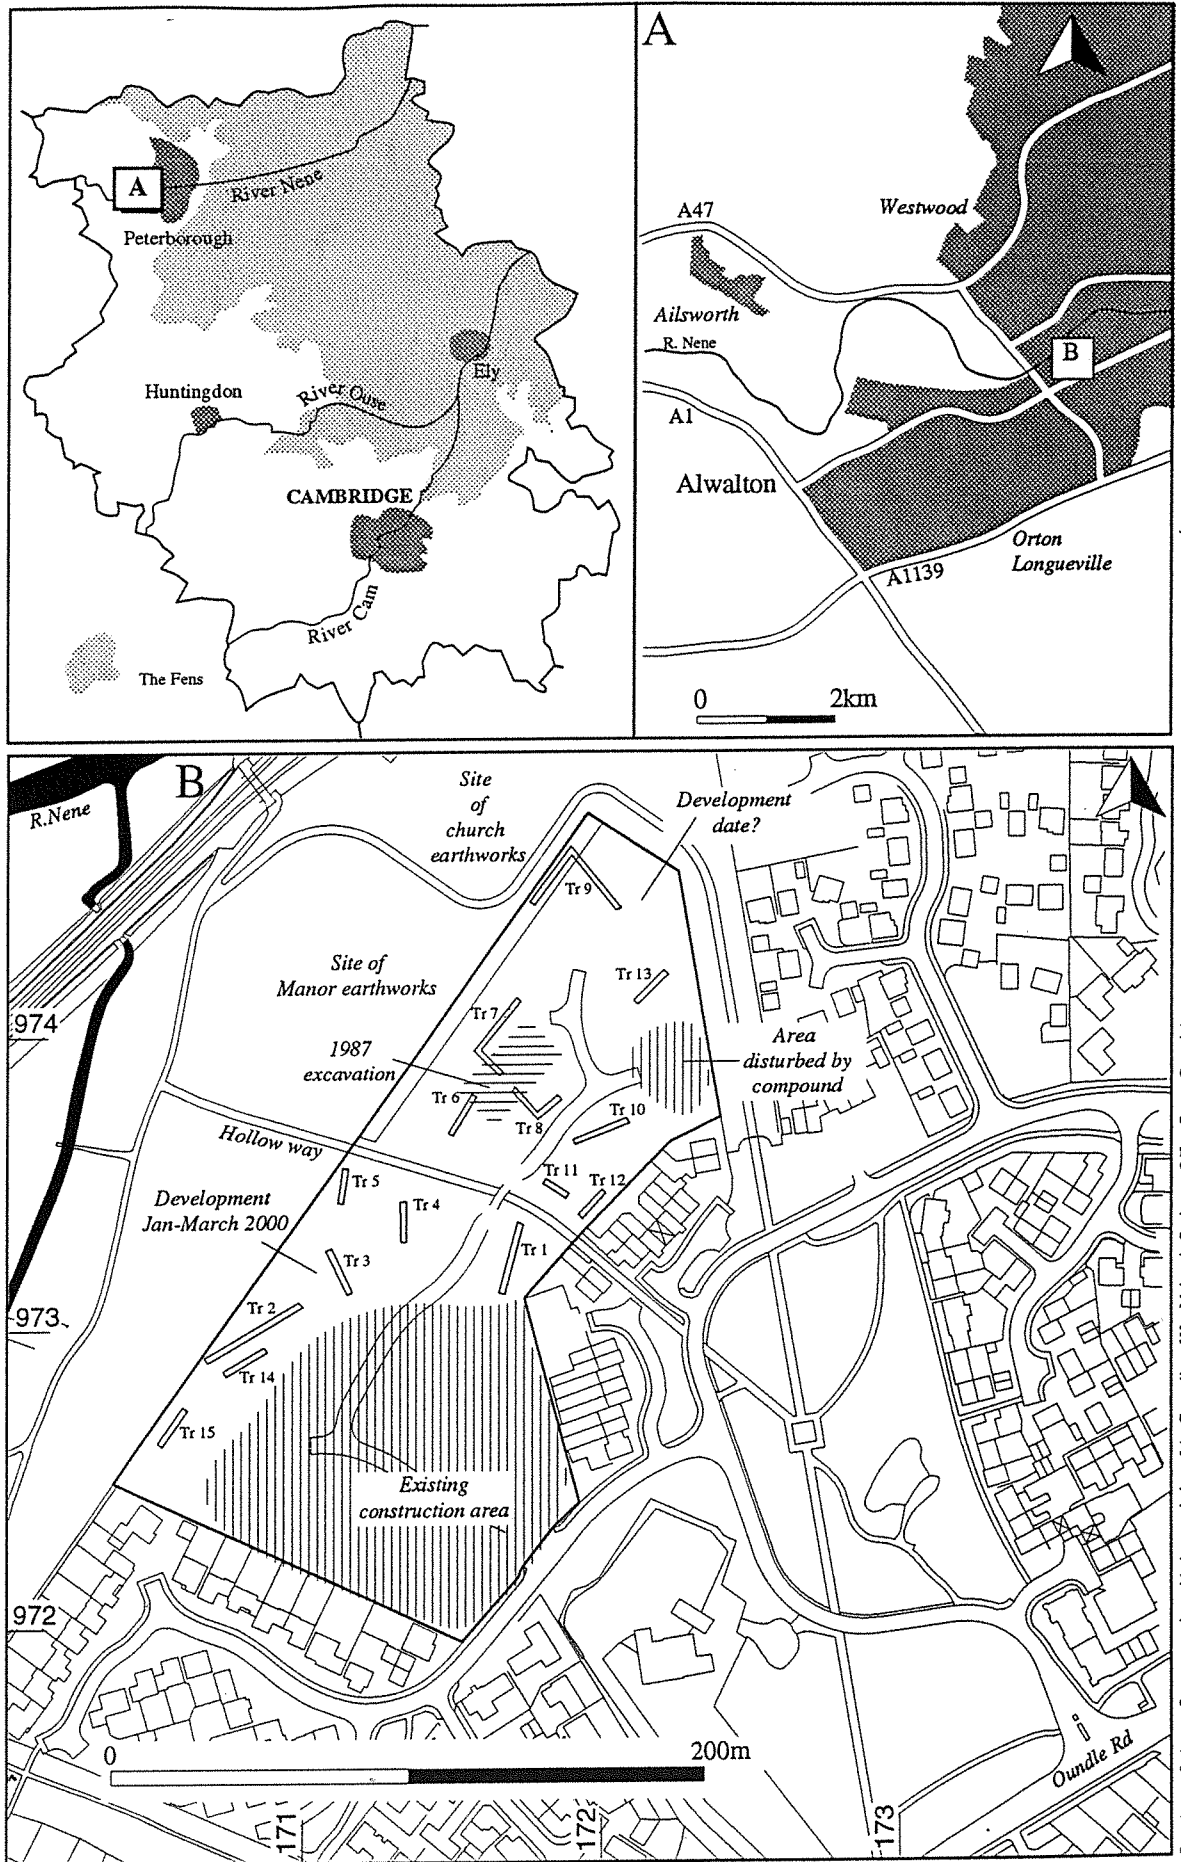 A
River Nene
Peterborough
Ely
Huntingdon
River Ouse
CAMBRIDGE
River Cam
The Fens
A
A47
Westwood
Ailsworth
R. Nene
B
A1
Alwalton
Orton
Longueville
A1139
0 2km
B
R.Nene
Site
of
church
earthworks
Development
date?
Tr 9
Site of
Manor earthworks
Tr 13
974
Tr 7
1987
excavation
Area
disturbed by
compound
Tr 6
Tr 8
Tr 10
Hollow way
Tr 5
Tr 11
Tr 12
Development
Jan-March 2000
Tr 4
Tr 3
Tr 1
Tr 2
973
Tr 14
Tr 15
Existing
construction area
972
0 200m
Oundle Rd
171
172
173